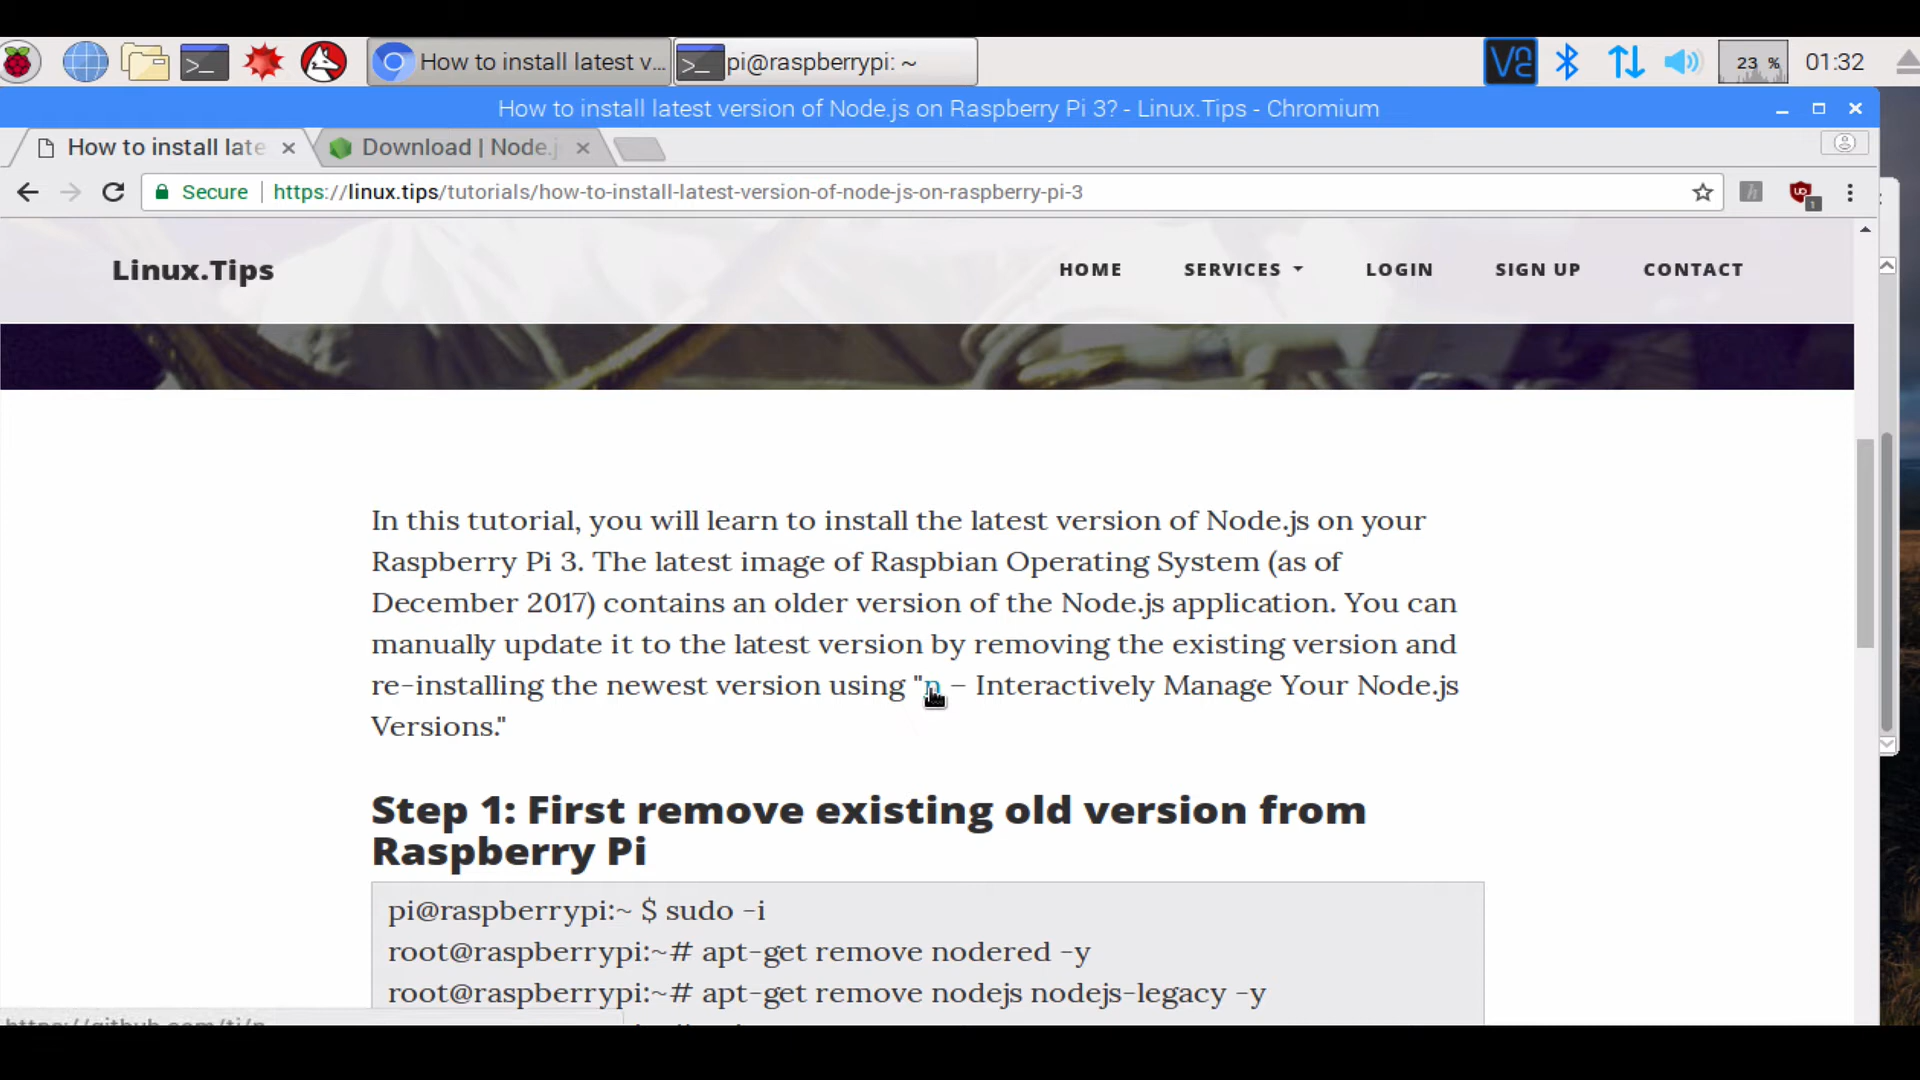 How to install latest v...
pi@raspberrypi: ~
23 %
01:32
How to install latest version of Node.js on Raspberry Pi 3? - Linux.Tips - Chromium
How to install late
Download | Node.j
Secure
https://linux.tips/tutorials/how-to-install-latest-version-of-node-js-on-raspberry-pi-3
1
Linux.Tips
HOME
SERVICES
LOGIN
SIGN UP
CONTACT
In this tutorial, you will learn to install the latest version of Node.js on your
Raspberry Pi 3. The latest image of Raspbian Operating System (as of
December 2017) contains an older version of the Node.js application. You can
manually update it to the latest version by removing the existing version and
re-installing the newest version using "n – Interactively Manage Your Node.js
Versions."
Step 1: First remove existing old version from
Raspberry Pi
pi@raspberrypi:~ $ sudo -i
root@raspberrypi:~# apt-get remove nodered -y
root@raspberrypi:~# apt-get remove nodejs nodejs-legacy -y